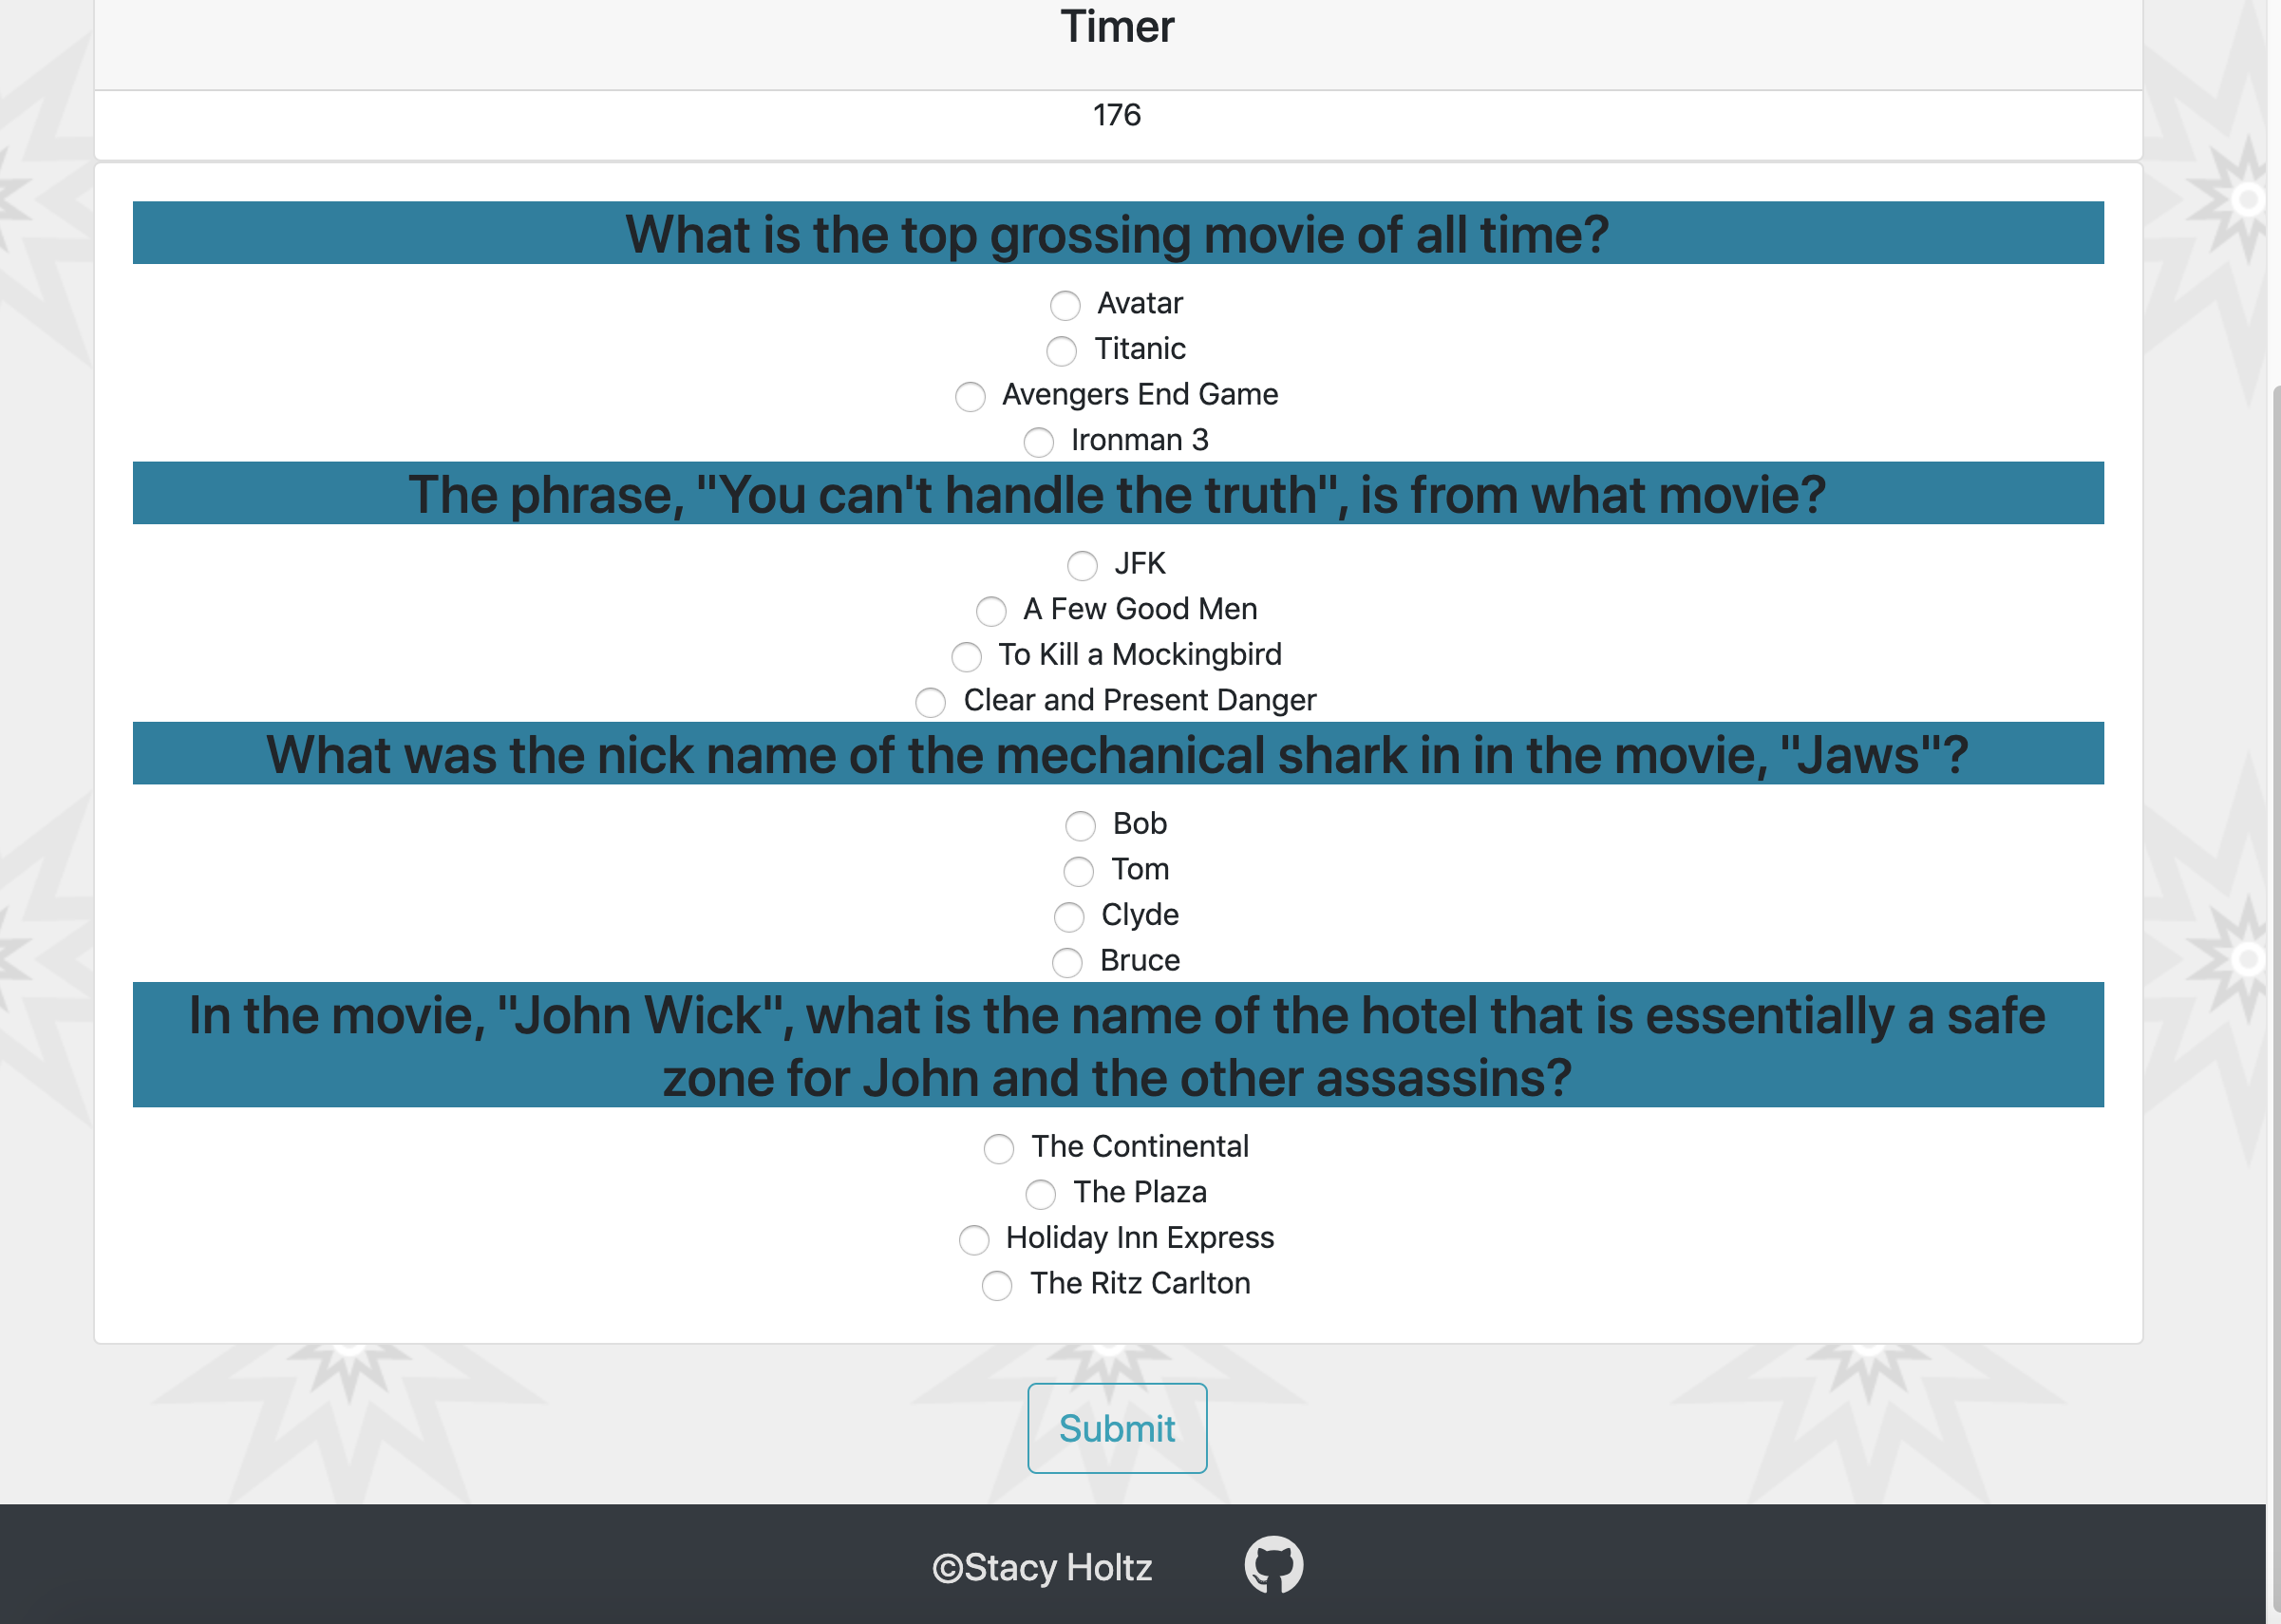 Timer
176
What is the top grossing movie of all time?
Avatar
Titanic
Avengers End Game
Ironman 3
The phrase, "You can't handle the truth", is from what movie?
JFK
A Few Good Men
To Kill a Mockingbird
Clear and Present Danger
What was the nick name of the mechanical shark in in the movie, "Jaws"?
Bob
Tom
Clyde
Bruce
In the movie, "John Wick", what is the name of the hotel that is essentially a safe
zone for John and the other assassins?
The Continental
The Plaza
Holiday Inn Express
The Ritz Carlton
Submit
©Stacy Holtz